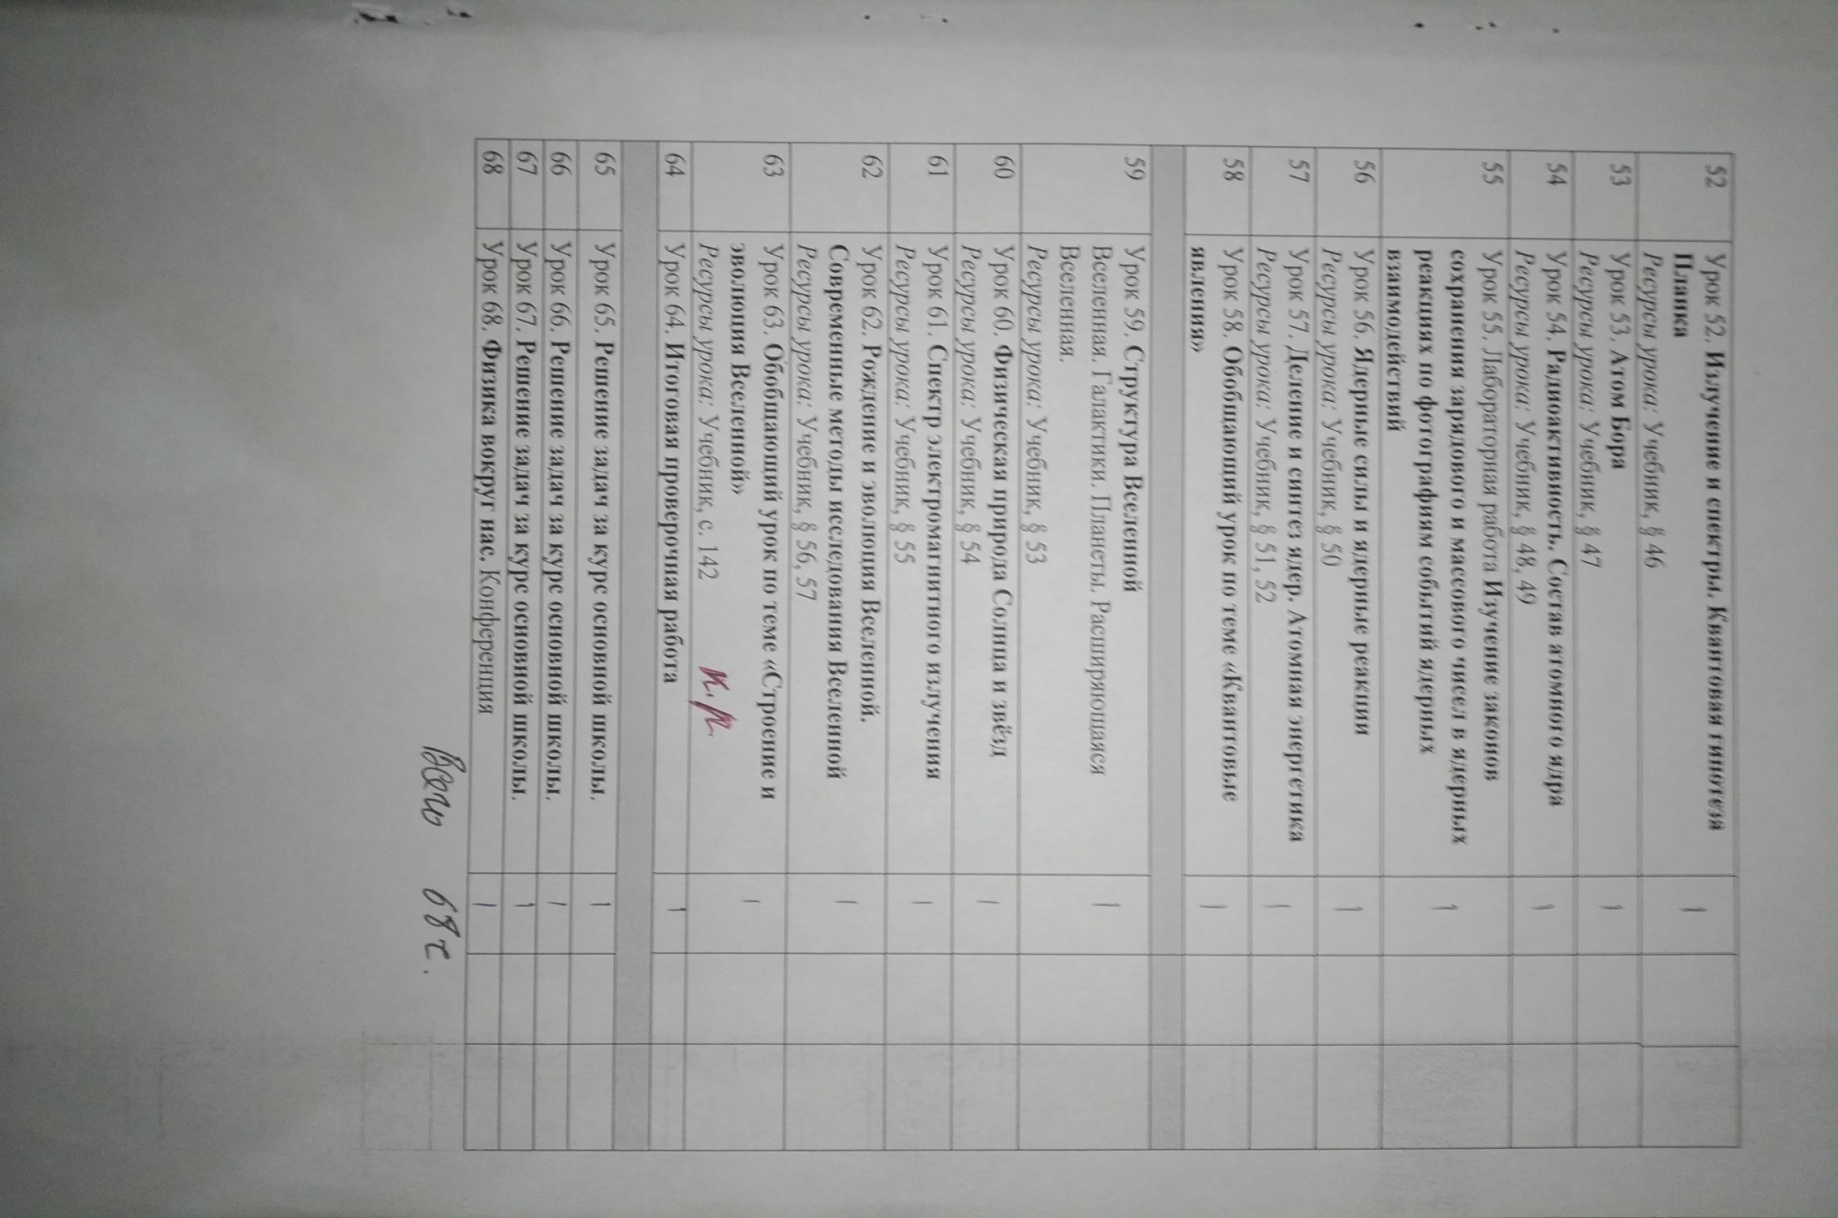 52 Урок 52. Излучение и спектры. Квантовая гипотеза 1
Планка
Ресурсы урока: Учебник, § 46
53 Урок 53. Атом Бора 1
Ресурсы урока: Учебник, § 47
54 Урок 54. Радиоактивность. Состав атомного ядра 1
Ресурсы урока: Учебник, § 48, 49
55 Урок 55. Лабораторная работа Изучение законов 1
сохранения зарядового и массового чисел в ядерных
реакциях по фотографиям событий ядерных
взаимодействий
56 Урок 56. Ядерные силы и ядерные реакции 1
Ресурсы урока: Учебник, § 50
57 Урок 57. Деление и синтез ядер. Атомная энергетика 1
Ресурсы урока: Учебник, § 51, 52
58 Урок 58. Обобщающий урок по теме «Квантовые 1
явления»
59 Урок 59. Структура Вселенной 1
Вселенная. Галактики. Планеты. Расширяющаяся
Вселенная.
Ресурсы урока: Учебник, § 53
60 Урок 60. Физическая природа Солнца и звёзд 1
Ресурсы урока: Учебник, § 54
61 Урок 61. Спектр электромагнитного излучения 1
Ресурсы урока: Учебник, § 55
62 Урок 62. Рождение и эволюция Вселенной. 1
Современные методы исследования Вселенной
Ресурсы урока: Учебник, § 56, 57
63 Урок 63. Обобщающий урок по теме «Строение и 1
эволюция Вселенной»
Ресурсы урока: Учебник, с. 142 к.р.
64 Урок 64. Итоговая проверочная работа 1
65 Урок 65. Решение задач за курс основной школы. 1
66 Урок 66. Решение задач за курс основной школы. 1
67 Урок 67. Решение задач за курс основной школы. 1
68 Урок 68. Физика вокруг нас. Конференция 1
Всего 68 ч.